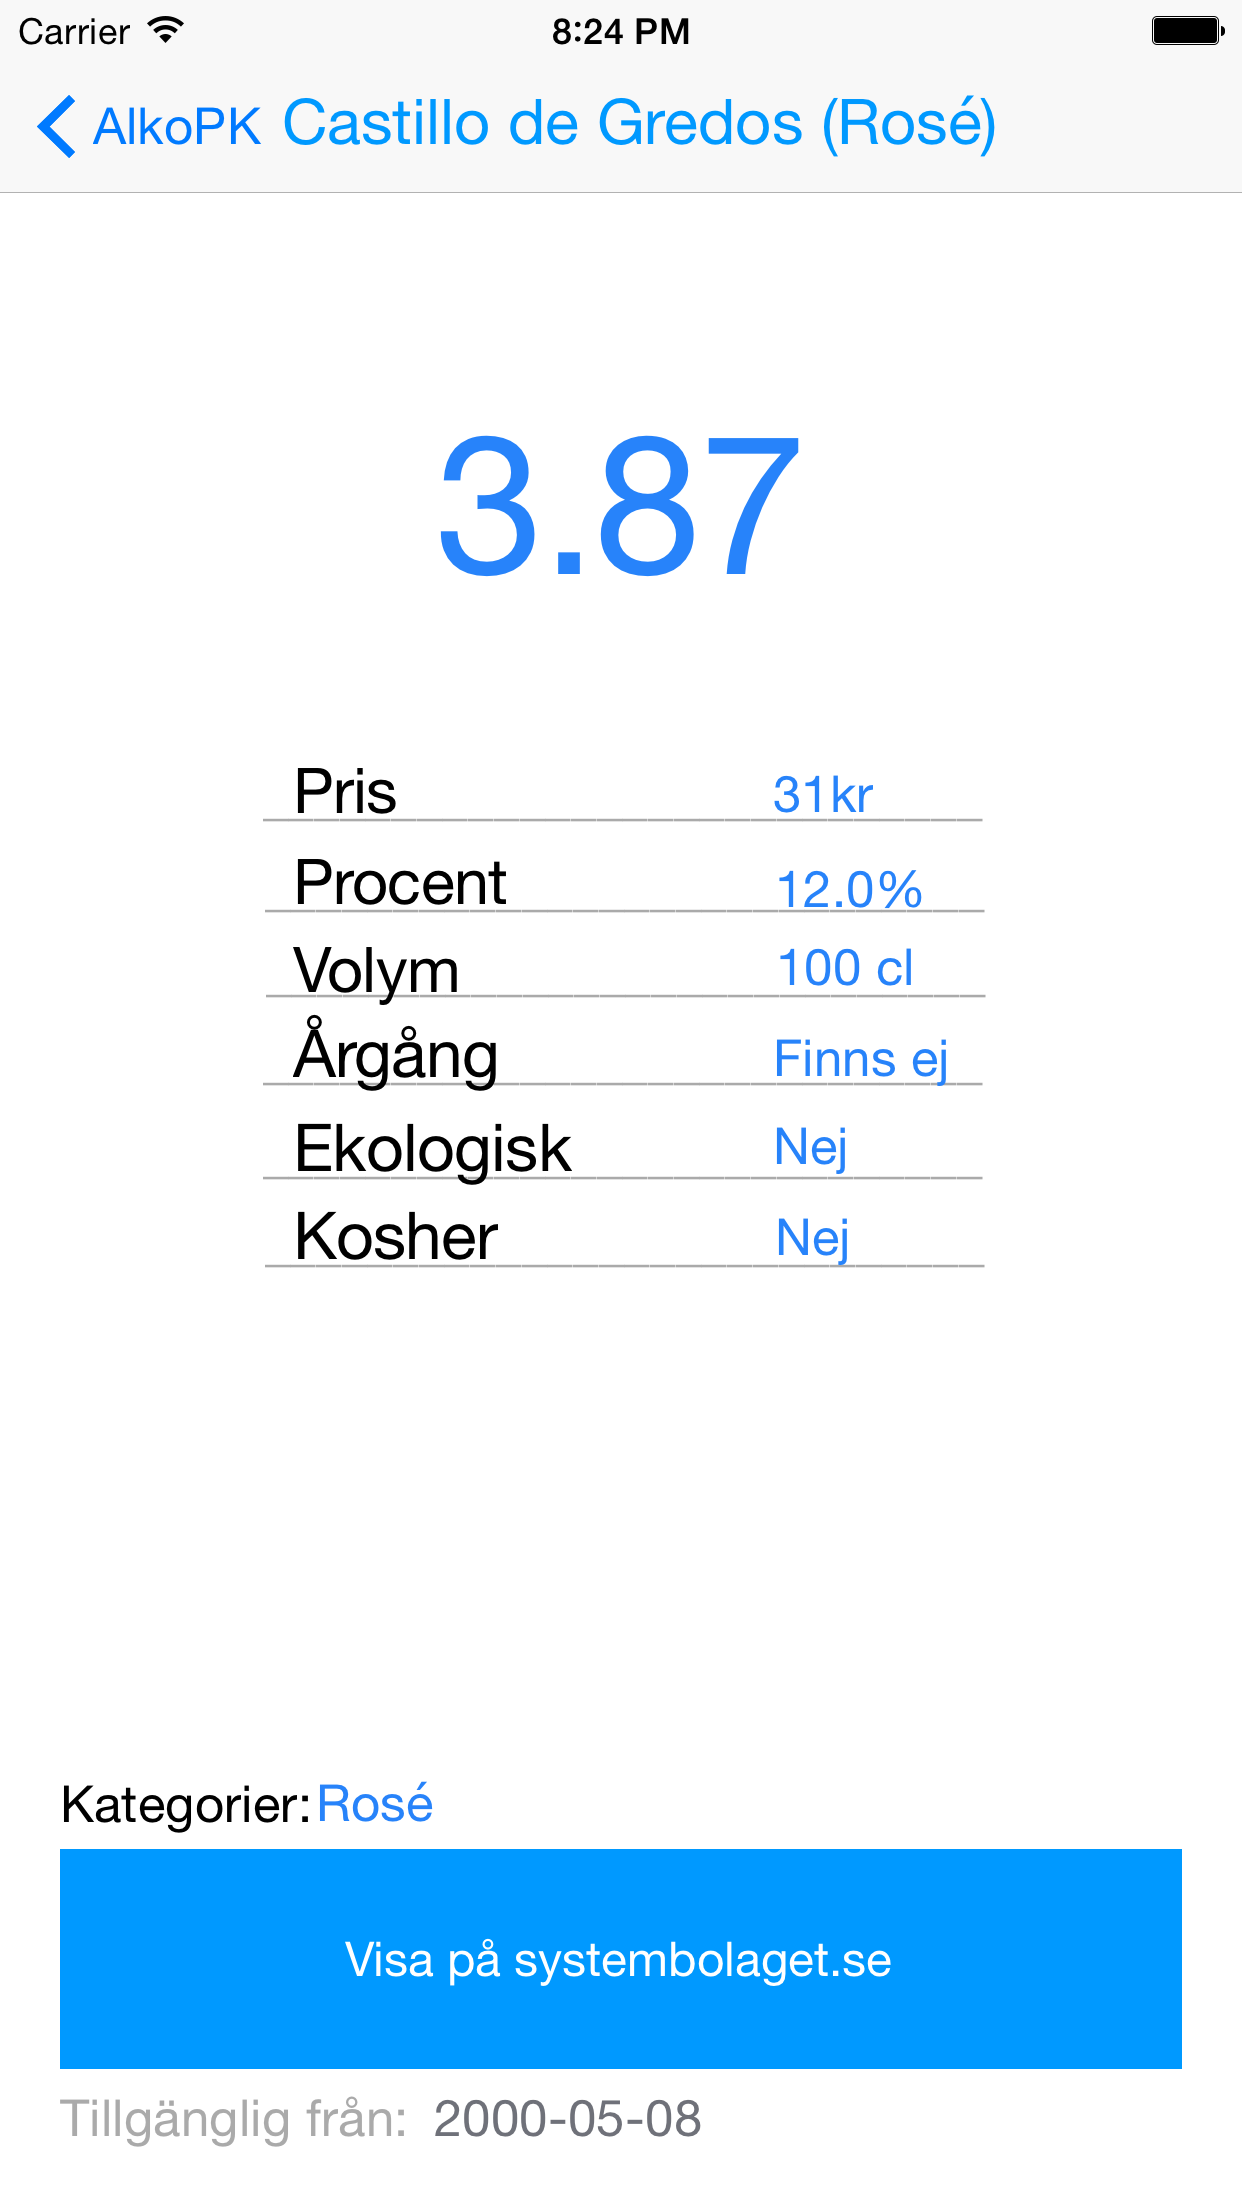 Carrier 8:24 PM
AlkoPK Castillo de Gredos (Rosé)
3.87
Pris 31kr
Procent 12.0%
Volym 100 cl
Årgång Finns ej
Ekologisk Nej
Kosher Nej
Kategorier: Rosé
Visa på systembolaget.se
Tillgänglig från: 2000-05-08